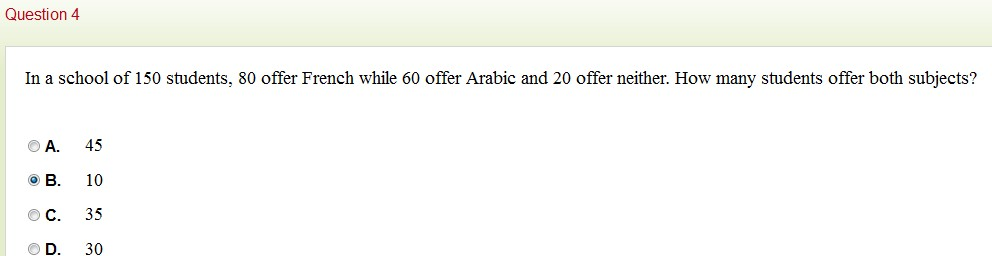 Question 4
In a school of 150 students, 80 offer French while 60 offer Arabic and 20 offer neither. How many students offer both subjects?
A. 45
B. 10
C. 35
D. 30